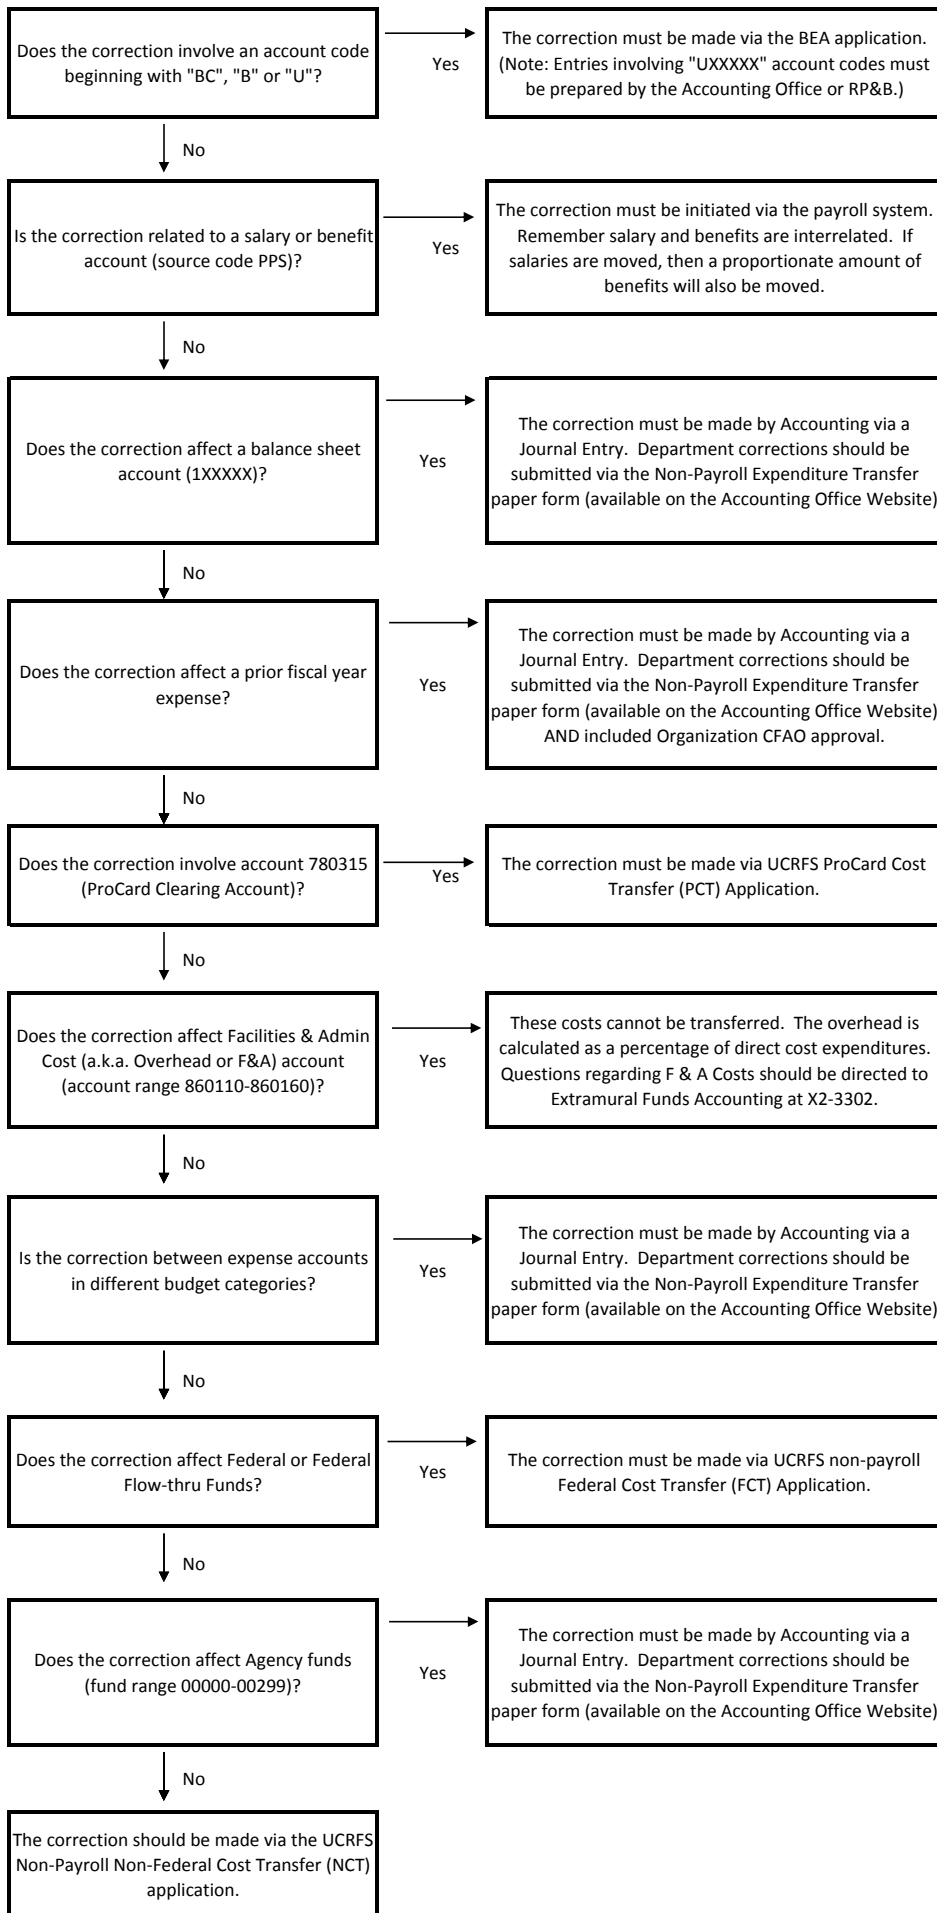 Does the correction involve an account code
beginning with "BC", "B" or "U"?
Yes
The correction must be made via the BEA application.
(Note: Entries involving "UXXXXX" account codes must
be prepared by the Accounting Office or RP&B.)
No
Is the correction related to a salary or benefit
account (source code PPS)?
Yes
The correction must be initiated via the payroll system.
Remember salary and benefits are interrelated.  If
salaries are moved, then a proportionate amount of
benefits will also be moved.
No
Does the correction affect a balance sheet
account (1XXXXX)?
Yes
The correction must be made by Accounting via a
Journal Entry.  Department corrections should be
submitted via the Non-Payroll Expenditure Transfer
paper form (available on the Accounting Office Website)
No
Does the correction affect a prior fiscal year
expense?
Yes
The correction must be made by Accounting via a
Journal Entry.  Department corrections should be
submitted via the Non-Payroll Expenditure Transfer
paper form (available on the Accounting Office Website)
AND included Organization CFAO approval.
No
Does the correction involve account 780315
(ProCard Clearing Account)?
Yes
The correction must be made via UCRFS ProCard Cost
Transfer (PCT) Application.
No
Does the correction affect Facilities & Admin
Cost (a.k.a. Overhead or F&A) account
(account range 860110-860160)?
Yes
These costs cannot be transferred.  The overhead is
calculated as a percentage of direct cost expenditures.
Questions regarding F & A Costs should be directed to
Extramural Funds Accounting at X2-3302.
No
Is the correction between expense accounts
in different budget categories?
Yes
The correction must be made by Accounting via a
Journal Entry.  Department corrections should be
submitted via the Non-Payroll Expenditure Transfer
paper form (available on the Accounting Office Website)
No
Does the correction affect Federal or Federal
Flow-thru Funds?
Yes
The correction must be made via UCRFS non-payroll
Federal Cost Transfer (FCT) Application.
No
Does the correction affect Agency funds
(fund range 00000-00299)?
Yes
The correction must be made by Accounting via a
Journal Entry.  Department corrections should be
submitted via the Non-Payroll Expenditure Transfer
paper form (available on the Accounting Office Website)
No
The correction should be made via the UCRFS
Non-Payroll Non-Federal Cost Transfer (NCT)
application.